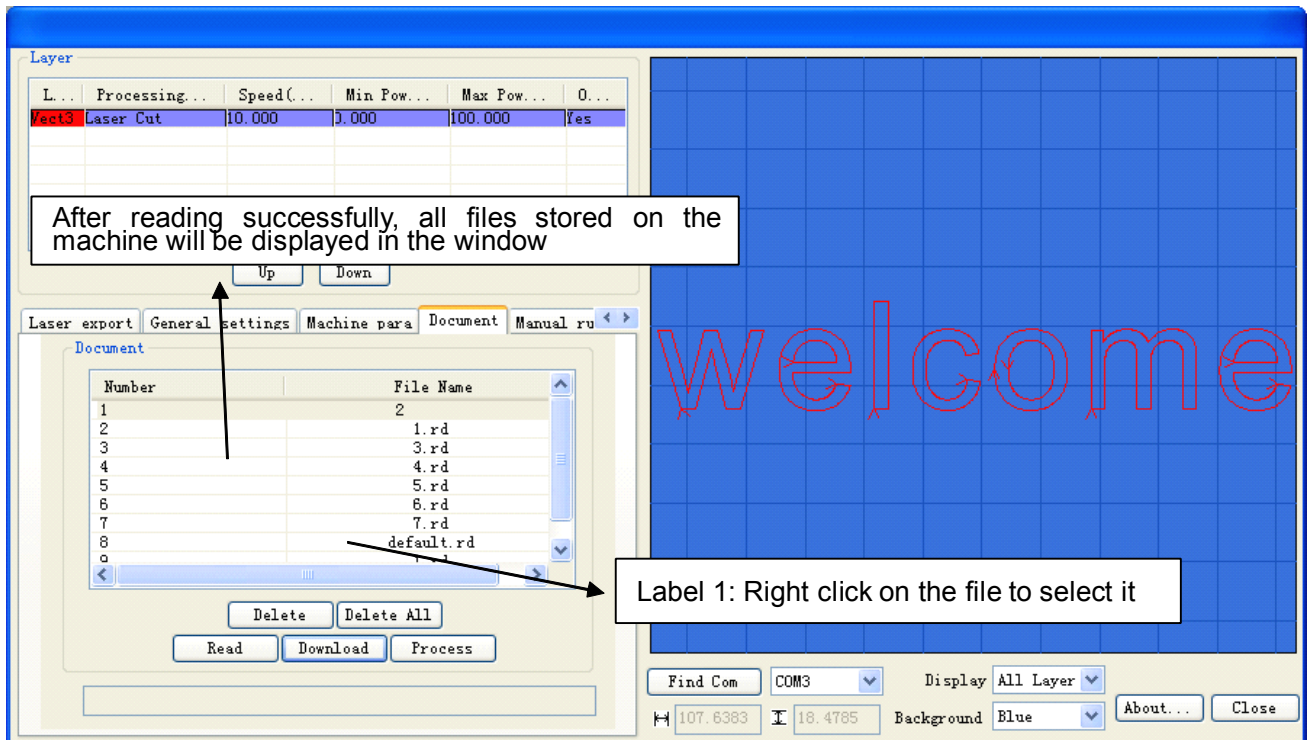 Layer
L... Processing... Speed(... Min Pow... Max Pow... O...
Vect3 Laser Cut 10.000 0.000 100.000 Yes
After reading successfully, all files stored on the
machine will be displayed in the window
Up Down
Laser export General settings Machine para Document Manual ru
Document
Number File Name
1 2
2 1.rd
3 3.rd
4 4.rd
5 5.rd
6 6.rd
7 7.rd
8 default.rd
Label 1: Right click on the file to select it
Delete Delete All
Read Download Process
welcome
Find Com COM3 Display All Layer
107.6383 18.4785 Background Blue About... Close